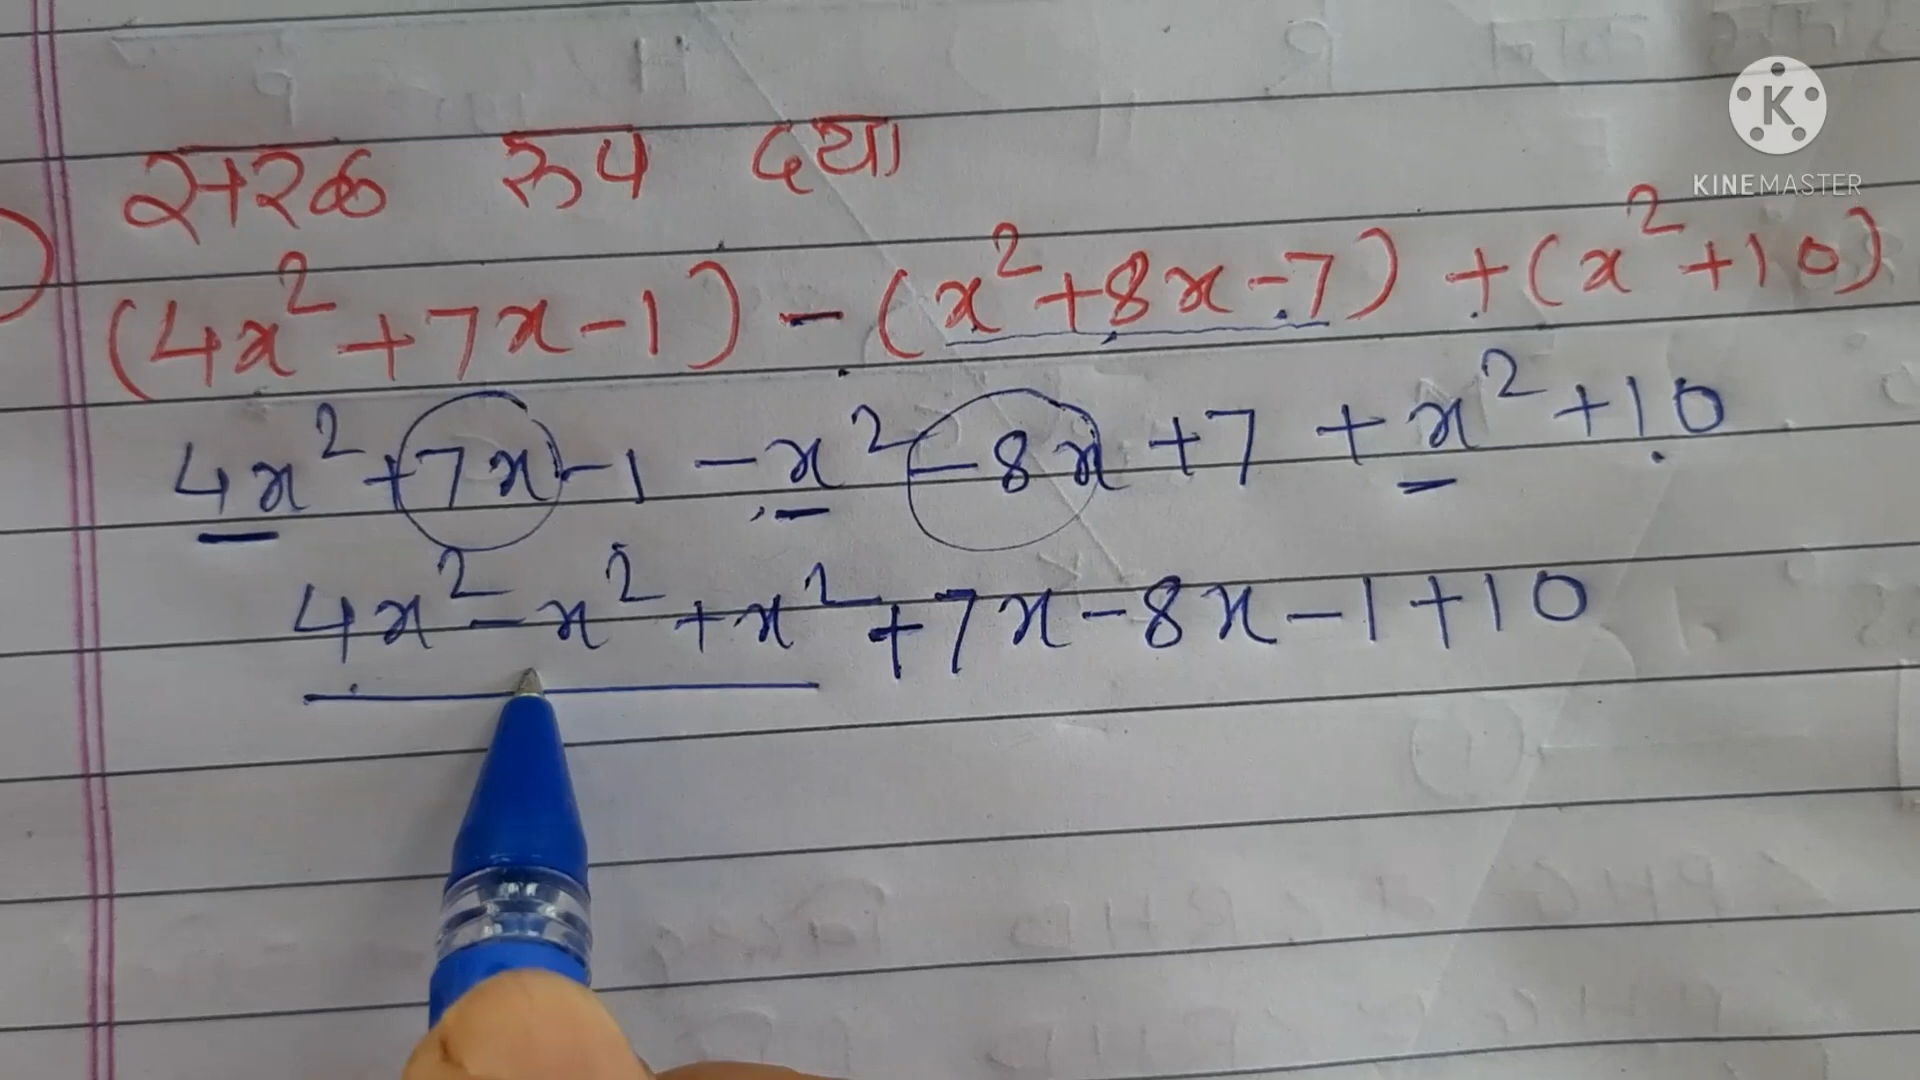 KINEMASTER
सरळ रूप दया
(4x² + 7x - 1) - (x² + 8x - 7) + (x² + 10)
4x² + 7x - 1 - x² - 8x + 7 + x² + 10
4x² - x² + x² + 7x - 8x - 1 + 10